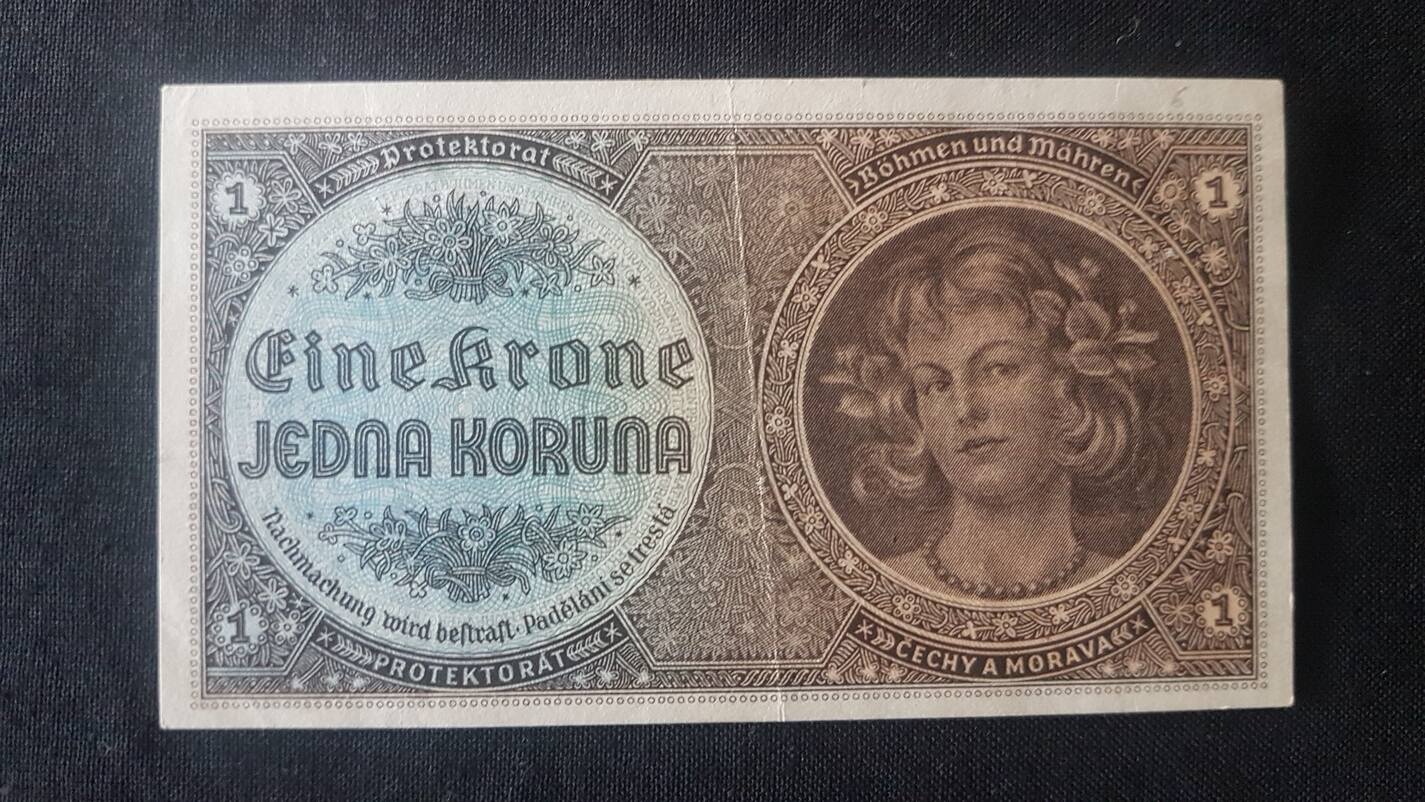 Protektorat
Böhmen und Mähren
1
1
Eine Krone
JEDNA KORUNA
Nachmachung wird bestraft · Padělání se trestá
1
1
PROTEKTORÁT
ČECHY A MORAVA